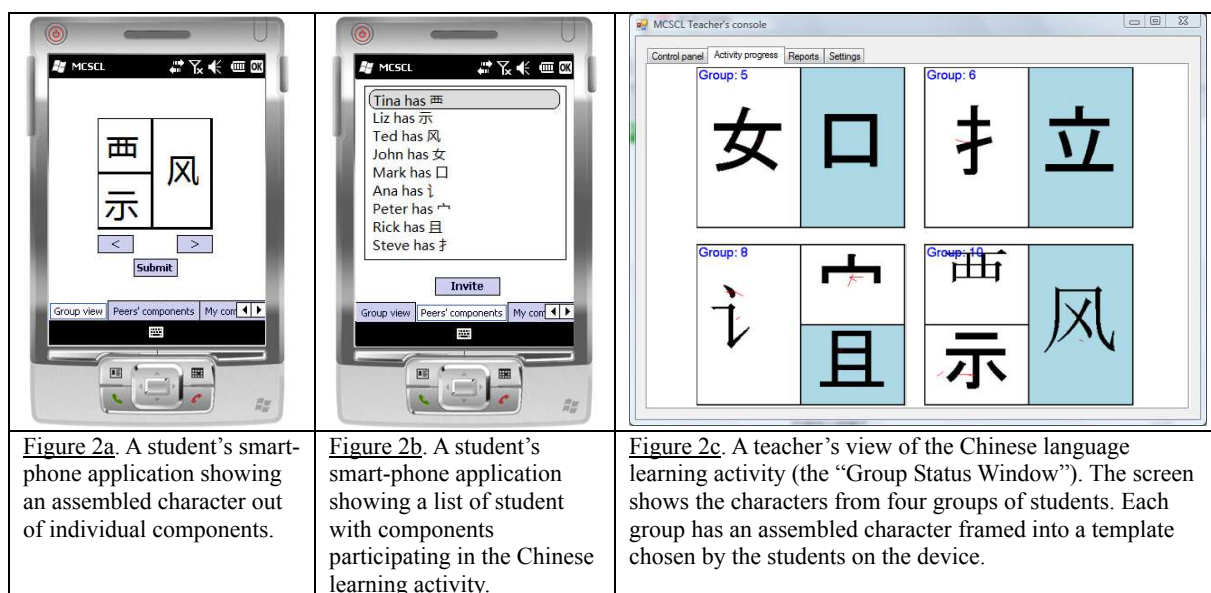 MCSCL
OK
覀
示
风
<
>
Submit
Group view
Peers' components
My com
MCSCL
OK
Tina has 覀
Liz has 示
Ted has 风
John has 女
Mark has 口
Ana has 讠
Peter has 宀
Rick has 且
Steve has 扌
Invite
Group view
Peers' components
My com
MCSCL Teacher's console
Control panel
Activity progress
Reports
Settings
Group: 5
女
口
Group: 6
扌
立
Group: 8
讠
宀
且
Group: 10
覀
示
风
Figure 2a. A student's smart-
phone application showing
an assembled character out
of individual components.
Figure 2b. A student's
smart-phone application
showing a list of student
with components
participating in the Chinese
learning activity.
Figure 2c. A teacher's view of the Chinese language
learning activity (the “Group Status Window”). The screen
shows the characters from four groups of students. Each
group has an assembled character framed into a template
chosen by the students on the device.